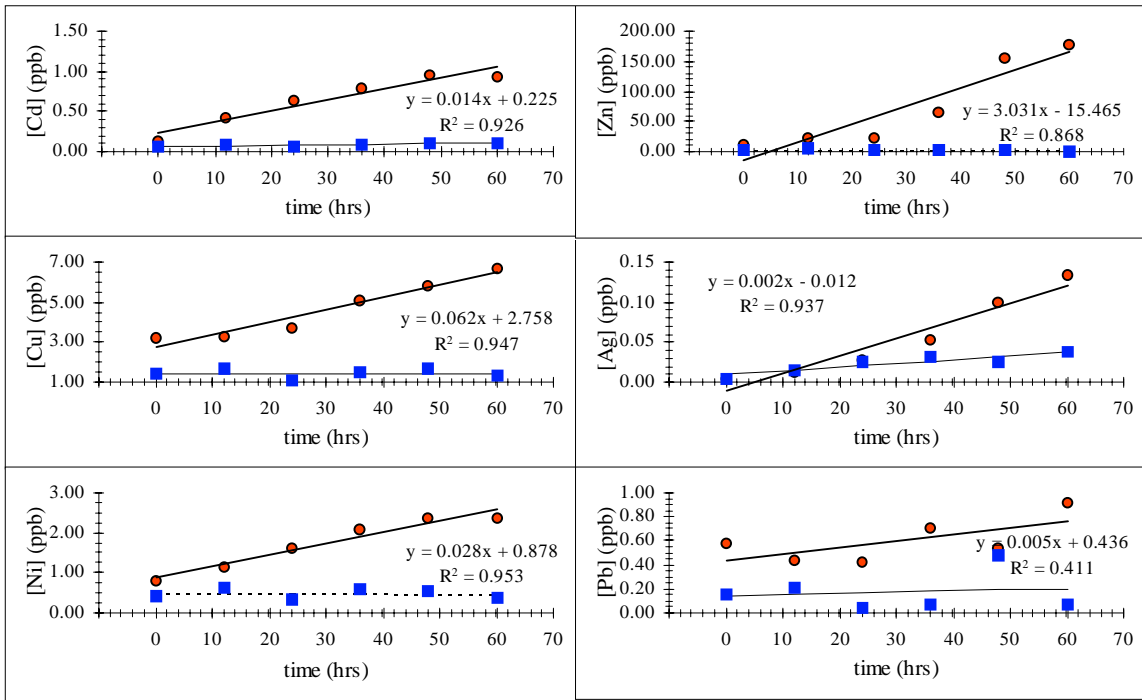 [Cd] (ppb)
1.50
1.00
0.50
0.00
y = 0.014x + 0.225
R² = 0.926
0 10 20 30 40 50 60 70
time (hrs)
[Zn] (ppb)
200.00
150.00
100.00
50.00
0.00
y = 3.031x - 15.465
R² = 0.868
0 10 20 30 40 50 60 70
time (hrs)
[Cu] (ppb)
7.00
5.00
3.00
1.00
y = 0.062x + 2.758
R² = 0.947
0 10 20 30 40 50 60 70
time (hrs)
[Ag] (ppb)
0.15
0.10
0.05
0.00
y = 0.002x - 0.012
R² = 0.937
0 10 20 30 40 50 60 70
time (hrs)
[Ni] (ppb)
3.00
2.00
1.00
0.00
y = 0.028x + 0.878
R² = 0.953
0 10 20 30 40 50 60 70
time (hrs)
[Pb] (ppb)
1.00
0.80
0.60
0.40
0.20
0.00
y = 0.005x + 0.436
R² = 0.411
0 10 20 30 40 50 60 70
time (hrs)